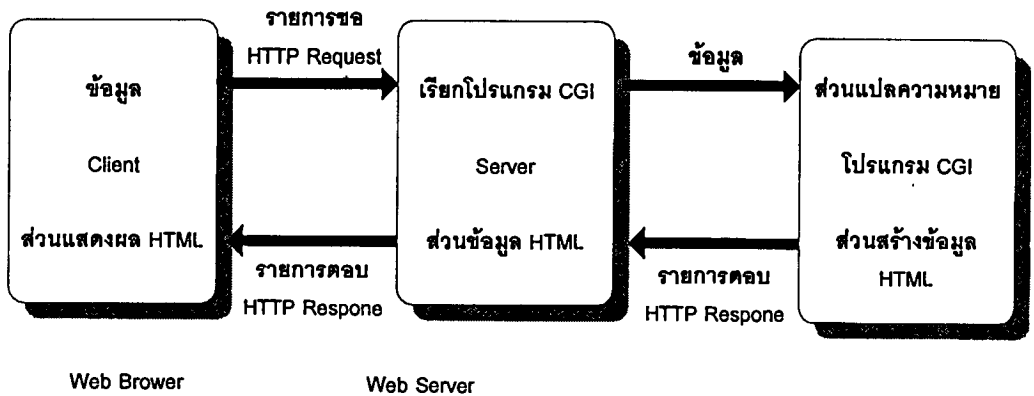 รายการขอ
HTTP Request
ข้อมูล
ข้อมูล
เรียกโปรแกรม CGI
ส่วนแปลความหมาย
Client
Server
โปรแกรม CGI
ส่วนแสดงผล HTML
ส่วนข้อมูล HTML
ส่วนสร้างข้อมูล
HTML
รายการตอบ
HTTP Respone
รายการตอบ
HTTP Respone
Web Brower
Web Server